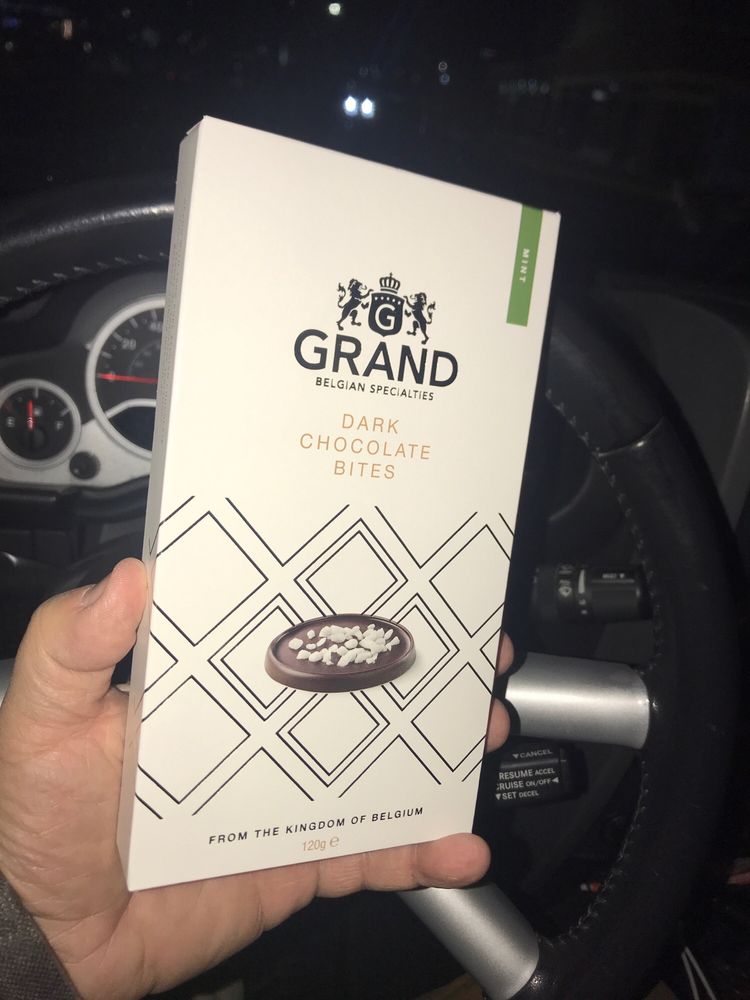 MINT
G
GRAND
BELGIAN SPECIALTIES
DARK
CHOCOLATE
BITES
FROM THE KINGDOM OF BELGIUM
120g ℮
20
▼CANCEL
RESUME ACCEL
CRUISE ON/OFF◄
▼SET DECEL